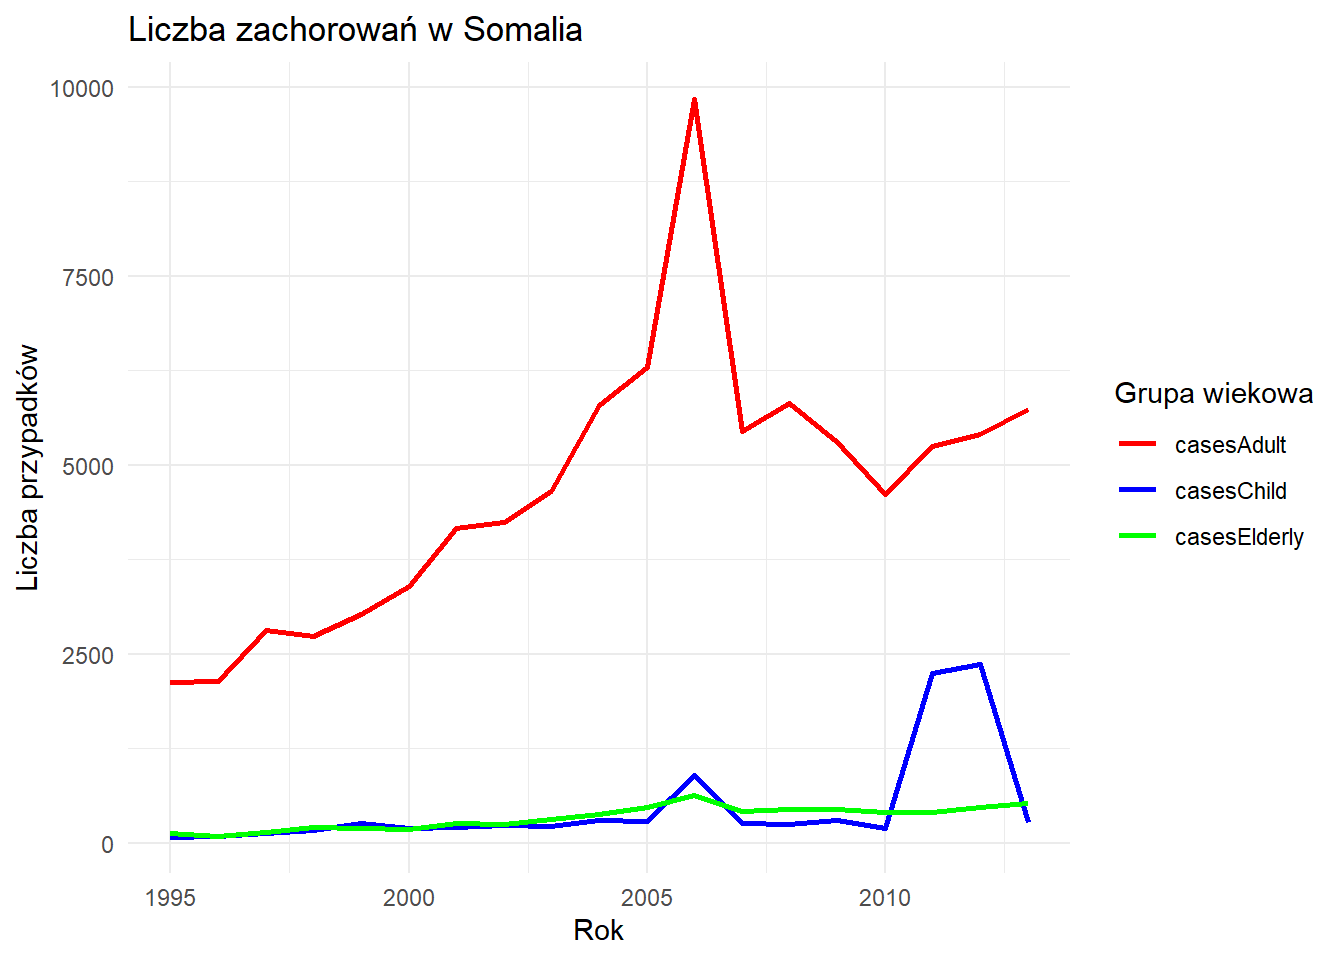 Liczba zachorowań w Somalia
10000
7500
5000
2500
0
Liczba przypadków
1995
2000
2005
2010
Rok
Grupa wiekowa
casesAdult
casesChild
casesElderly